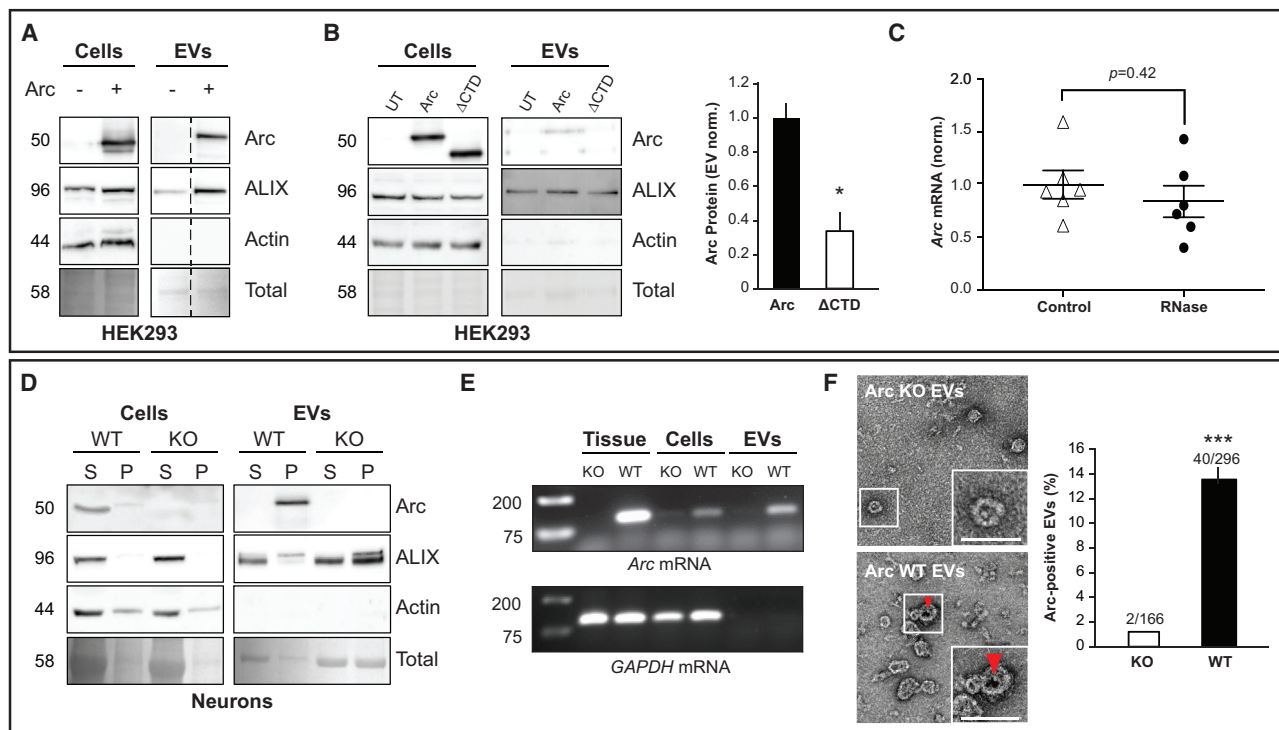 A
Cells EVs
Arc - + - +
50 Arc
96 ALIX
44 Actin
58 Total
HEK293
B
Cells EVs
UT Arc ΔCTD UT Arc ΔCTD
50 Arc
96 ALIX
44 Actin
58 Total
HEK293
Arc Protein (EV norm.)
1.2
1.0
0.8
0.6
0.4
0.2
0
*
Arc ΔCTD
C
Arc mRNA (norm.)
2.0
1.5
1.0
0.5
0.0
p=0.42
Control RNase
D
Cells EVs
WT KO WT KO
S P S P S P S P
50 Arc
96 ALIX
44 Actin
58 Total
Neurons
E
Tissue Cells EVs
KO WT KO WT KO WT
200
75
Arc mRNA
200
75
GAPDH mRNA
F
Arc KO EVs
Arc WT EVs
Arc-positive EVs (%)
16
14
12
10
8
6
4
2
0
***
40/296
2/166
KO WT